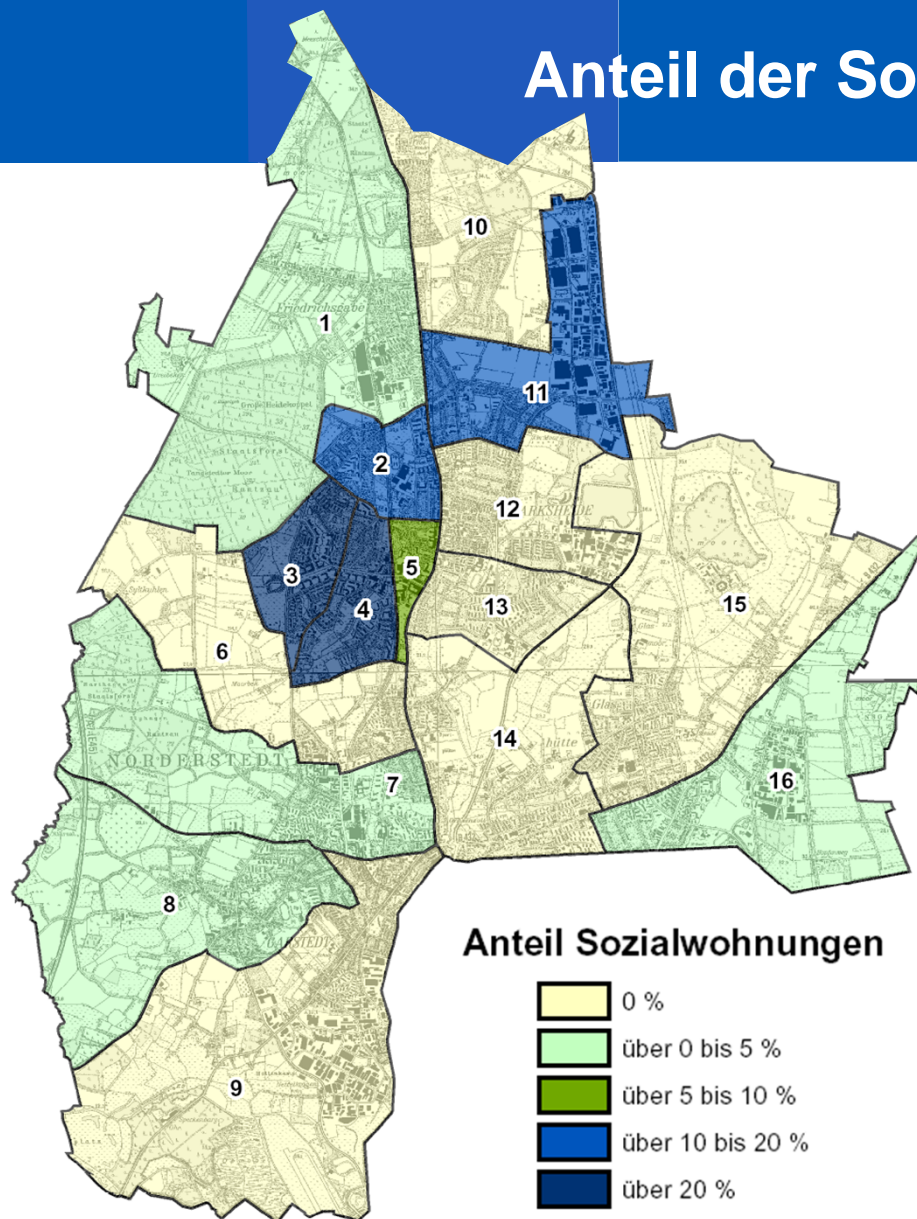 Anteil der So
10
1
Friedrichsgabe
11
2
12
3
5
4
13
15
6
14
NORDERSTEDT
7
16
8
9
Anteil Sozialwohnungen
0 %
über 0 bis 5 %
über 5 bis 10 %
über 10 bis 20 %
über 20 %